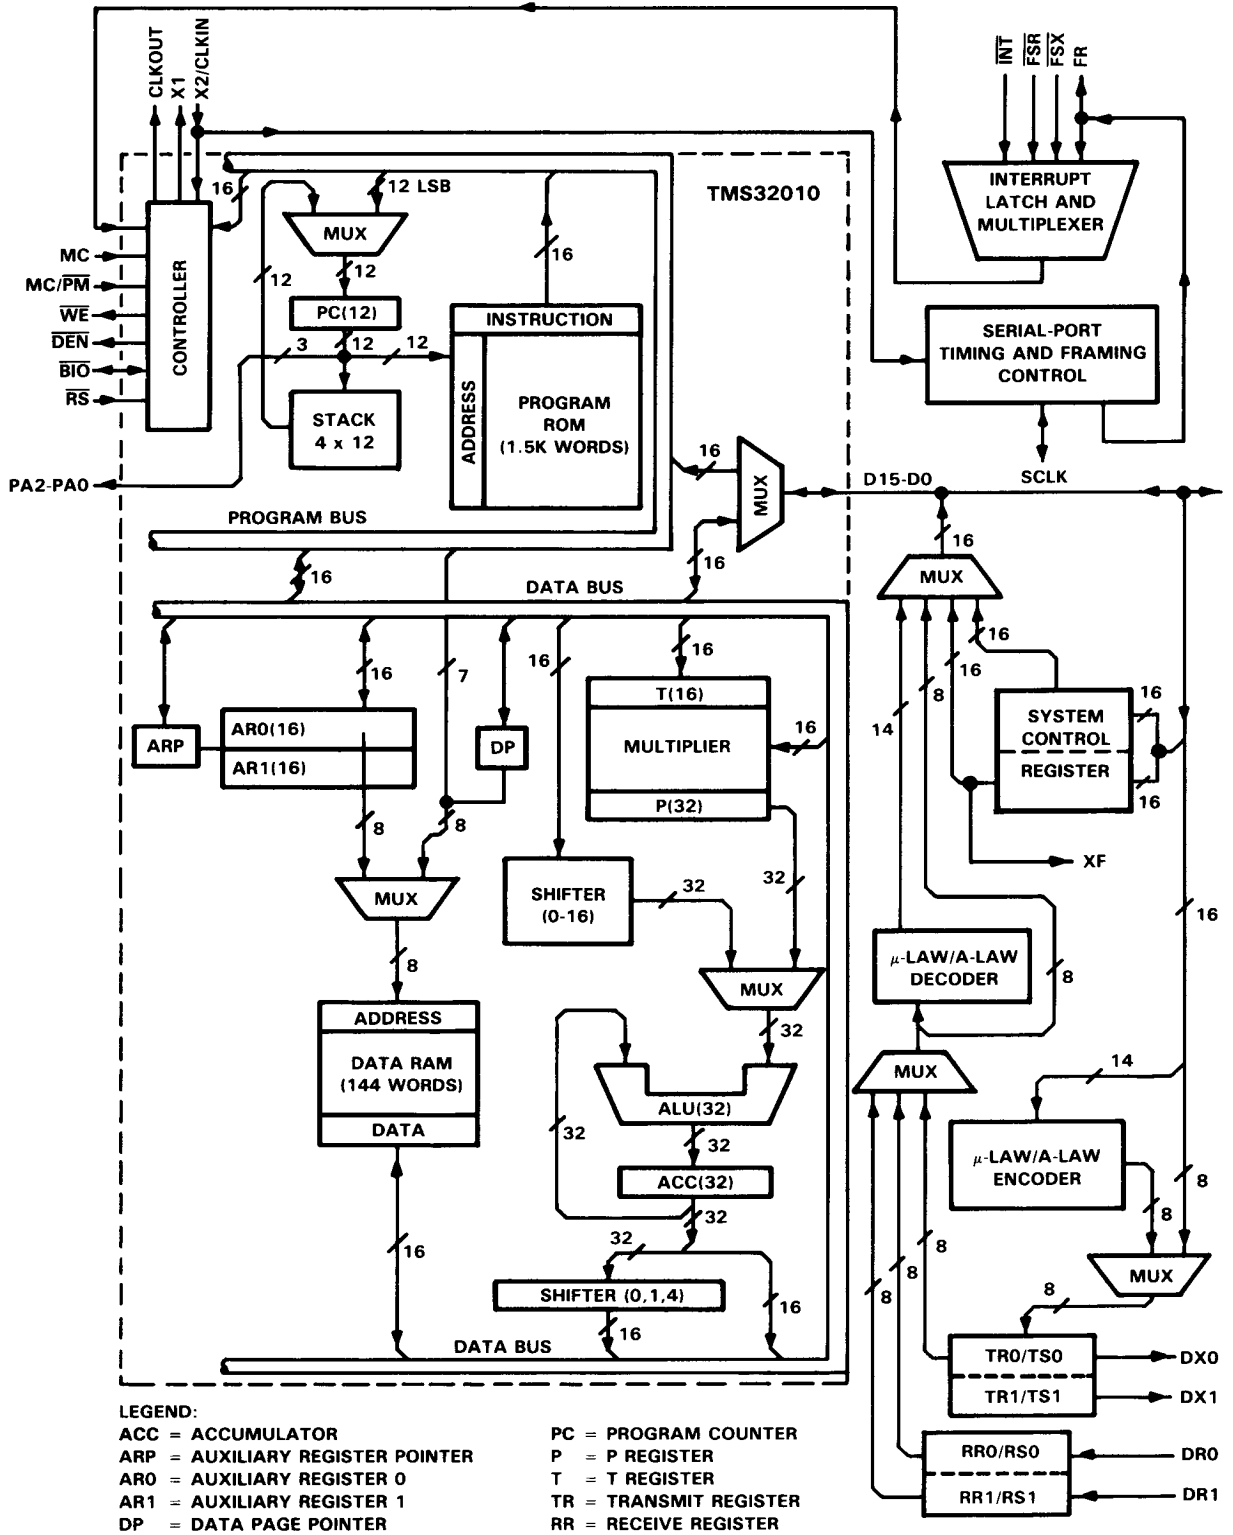 CLKOUT
X1
X2/CLKIN
INT
FSR
FSX
FR
TMS32010
16
12 LSB
MUX
INTERRUPT
LATCH AND
MULTIPLEXER
MC
MC/PM
WE
DEN
BIO
RS
CONTROLLER
12
12
16
PC(12)
12
3
12
INSTRUCTION
ADDRESS
PROGRAM
ROM
(1.5K WORDS)
STACK
4 x 12
SERIAL-PORT
TIMING AND FRAMING
CONTROL
SCLK
PA2-PA0
16
MUX
D15-D0
16
PROGRAM BUS
16
16
MUX
DATA BUS
ARP
16
AR0(16)
AR1(16)
7
DP
16
16
T(16)
MULTIPLIER
P(32)
16
14
8
16
16
SYSTEM
CONTROL
REGISTER
16
16
XF
8
8
MUX
SHIFTER
(0-16)
32
32
16
μ-LAW/A-LAW
DECODER
8
8
MUX
32
ADDRESS
DATA RAM
(144 WORDS)
DATA
MUX
14
ALU(32)
32
32
ACC(32)
32
μ-LAW/A-LAW
ENCODER
8
8
16
32
SHIFTER (0,1,4)
16
16
8
8
8
MUX
8
DATA BUS
TR0/TS0
TR1/TS1
DX0
DX1
RR0/RS0
RR1/RS1
DR0
DR1
LEGEND:
ACC = ACCUMULATOR
ARP = AUXILIARY REGISTER POINTER
AR0 = AUXILIARY REGISTER 0
AR1 = AUXILIARY REGISTER 1
DP = DATA PAGE POINTER
PC = PROGRAM COUNTER
P = P REGISTER
T = T REGISTER
TR = TRANSMIT REGISTER
RR = RECEIVE REGISTER